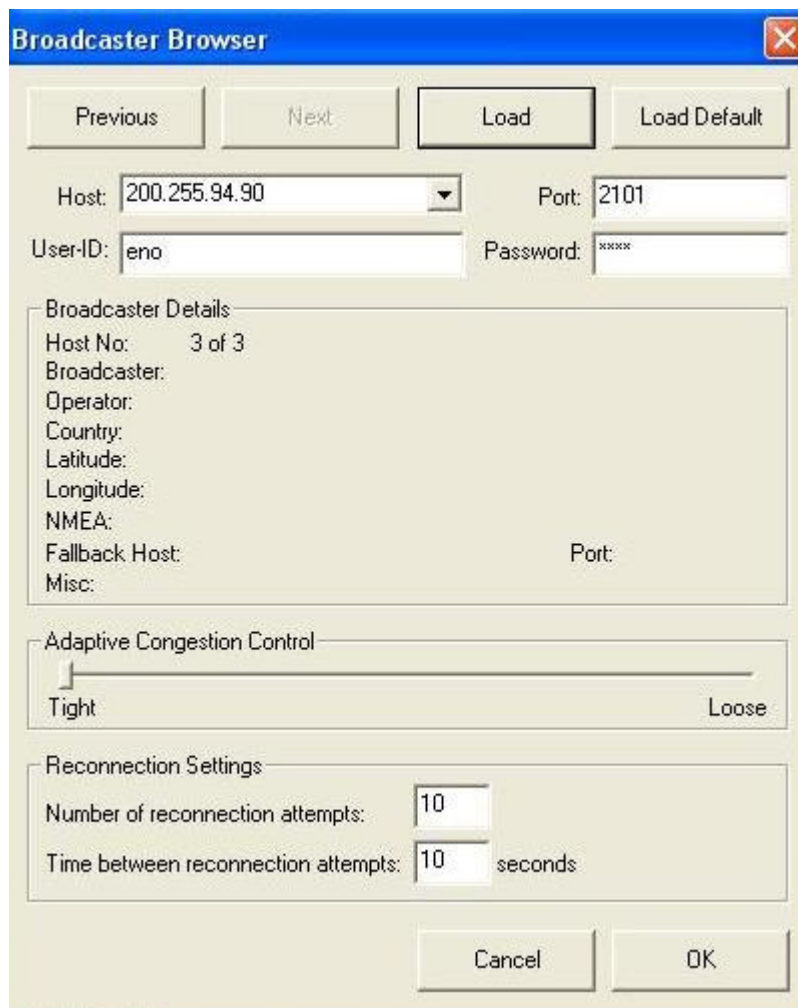 Broadcaster Browser
Previous Next Load Load Default
Host: 200.255.94.90 Port: 2101
User-ID: eno Password: ****
Broadcaster Details
Host No: 3 of 3
Broadcaster:
Operator:
Country:
Latitude:
Longitude:
NMEA:
Fallback Host: Port:
Misc:
Adaptive Congestion Control
Tight Loose
Reconnection Settings
Number of reconnection attempts: 10
Time between reconnection attempts: 10 seconds
Cancel OK